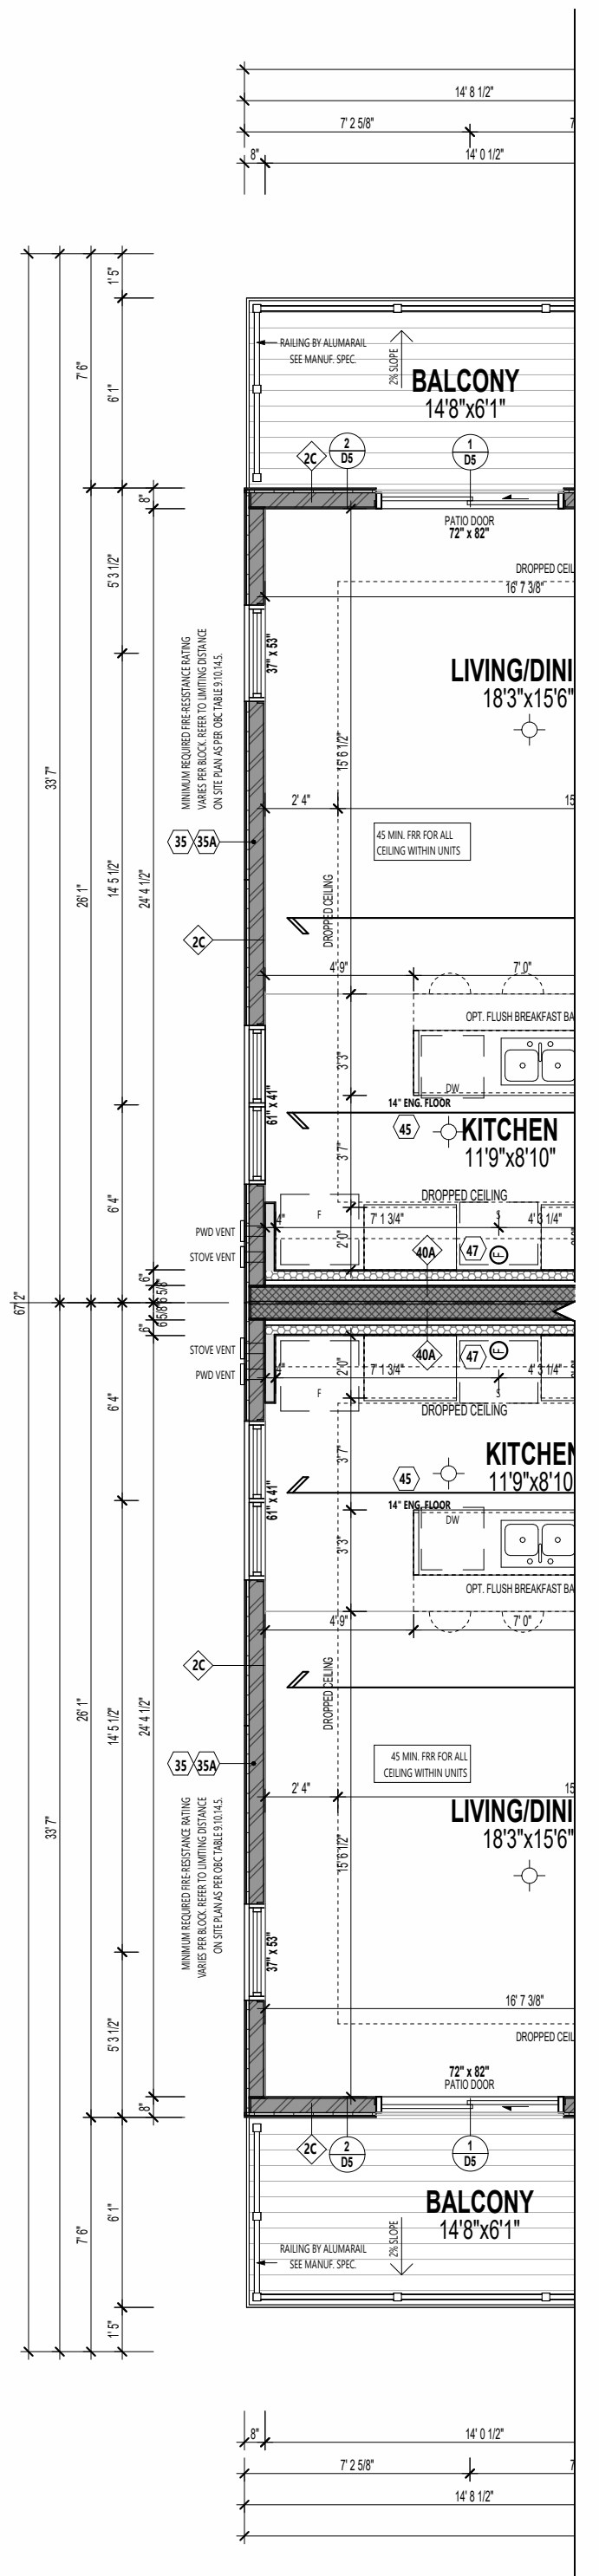 14' 8 1/2"
7' 2 5/8"
8"
14' 0 1/2"
1' 5"
7' 6"
6' 1"
RAILING BY ALUMARAIL
SEE MANUF. SPEC.
2% SLOPE
BALCONY
14'8"x6'1"
2C
2
D5
1
D5
8"
PATIO DOOR
72" x 82"
5' 3 1/2"
DROPPED CEIL
16' 7 3/8"
37" x 53"
MINIMUM REQUIRED FIRE-RESISTANCE RATING
VARIES PER BLOCK. REFER TO LIMITING DISTANCE
ON SITE PLAN AS PER OBC TABLE 9.10.14.5.
LIVING/DINI
18'3"x15'6"
33' 7"
15' 6 1/2"
2' 4"
15
35
35A
45 MIN. FRR FOR ALL
CEILING WITHIN UNITS
26' 1"
14' 5 1/2"
24' 4 1/2"
DROPPED CEILING
2C
4' 9"
7' 0"
OPT. FLUSH BREAKFAST BA
3'3"
DW
61" x 41"
14" ENG. FLOOR
45
KITCHEN
11'9"x8'10"
3'7"
6' 4"
DROPPED CEILING
F
S
PWD VENT
4"
7' 1 3/4"
4' 3 1/4"
2'0"
STOVE VENT
40A
47
F
6"
6 5/8"
67' 2"
6 5/8"
6"
STOVE VENT
40A
47
F
PWD VENT
4"
7' 1 3/4"
2'0"
4' 3 1/4"
F
S
DROPPED CEILING
6' 4"
KITCHEN
11'9"x8'10
3'7"
45
61" x 41"
14" ENG. FLOOR
DW
3'3"
OPT. FLUSH BREAKFAST BA
4' 9"
7' 0"
2C
DROPPED CEILING
26' 1"
14' 5 1/2"
24' 4 1/2"
35
35A
45 MIN. FRR FOR ALL
CEILING WITHIN UNITS
2' 4"
15
MINIMUM REQUIRED FIRE-RESISTANCE RATING
VARIES PER BLOCK. REFER TO LIMITING DISTANCE
ON SITE PLAN AS PER OBC TABLE 9.10.14.5.
LIVING/DINI
18'3"x15'6"
33' 7"
15' 6 1/2"
37" x 53"
16' 7 3/8"
5' 3 1/2"
DROPPED CEIL
72" x 82"
PATIO DOOR
8"
2C
2
D5
1
D5
BALCONY
14'8"x6'1"
7' 6"
6' 1"
2% SLOPE
RAILING BY ALUMARAIL
SEE MANUF. SPEC.
1' 5"
8"
14' 0 1/2"
7' 2 5/8"
14' 8 1/2"